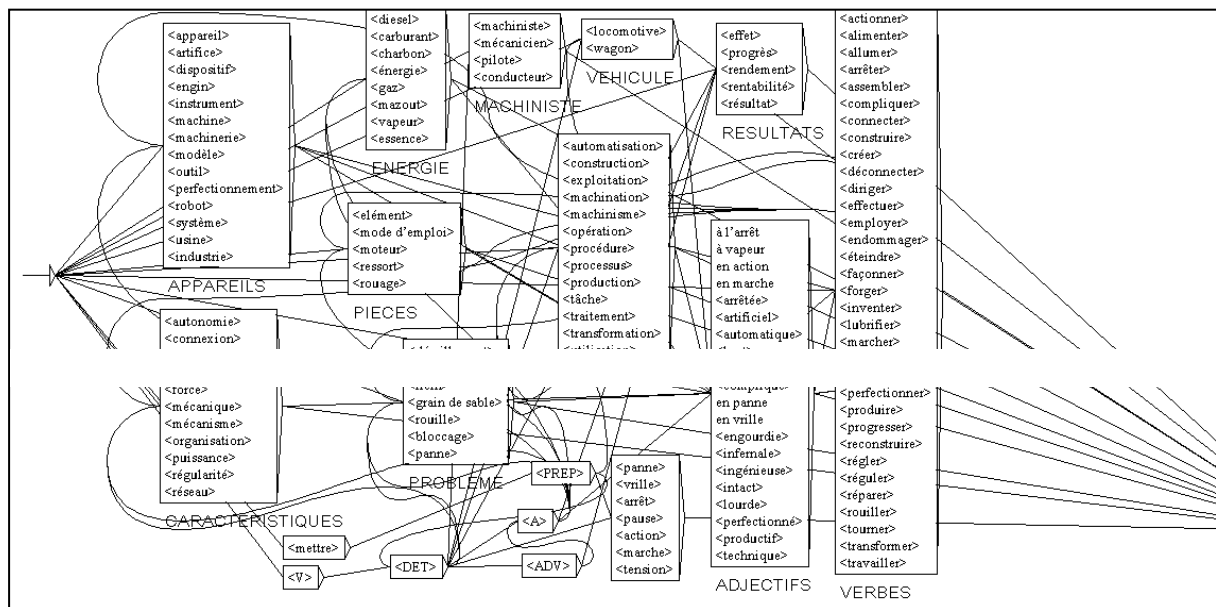 <appareil>
<artifice>
<dispositif>
<engin>
<instrument>
<machine>
<machinerie>
<modèle>
<outil>
<perfectionnement>
<robot>
<système>
<usine>
<industrie>
APPAREILS
<diesel>
<carburant>
<charbon>
<énergie>
<gaz>
<mazout>
<vapeur>
<essence>
ENERGIE
<machiniste>
<mécanicien>
<pilote>
<conducteur>
MACHINISTE
<locomotive>
<wagon>
VEHICULE
<effet>
<progrès>
<rendement>
<rentabilité>
<résultat>
RESULTATS
<actionner>
<alimenter>
<allumer>
<arrêter>
<assembler>
<compliquer>
<connecter>
<construire>
<créer>
<déconnecter>
<diriger>
<effectuer>
<employer>
<endommager>
<éteindre>
<façonner>
<forger>
<inventer>
<lubrifier>
<marcher>
<elément>
<mode d'emploi>
<moteur>
<ressort>
<rouage>
PIECES
<automatisation>
<construction>
<exploitation>
<machination>
<machinisme>
<opération>
<procédure>
<processus>
<production>
<tâche>
<traitement>
<transformation>
à l'arrêt
à vapeur
en action
en marche
<arrêtée>
<artificiel>
<automatique>
<autonomie>
<connexion>
<force>
<mécanique>
<mécanisme>
<organisation>
<puissance>
<régularité>
<réseau>
CARACTERISTIQUES
<grain de sable>
<rouille>
<bloccage>
<panne>
PROBLEME
<mettre>
<V>
<DET>
<PREP>
<A>
<ADV>
<panne>
<vrille>
<arrêt>
<pause>
<action>
<marche>
<tension>
en panne
en vrille
<engourdie>
<infernale>
<ingénieuse>
<intact>
<lourde>
<perfectionné>
<productif>
<technique>
ADJECTIFS
<perfectionner>
<produire>
<progresser>
<reconstruire>
<régler>
<réguler>
<réparer>
<rouiller>
<tourner>
<transformer>
<travailler>
VERBES